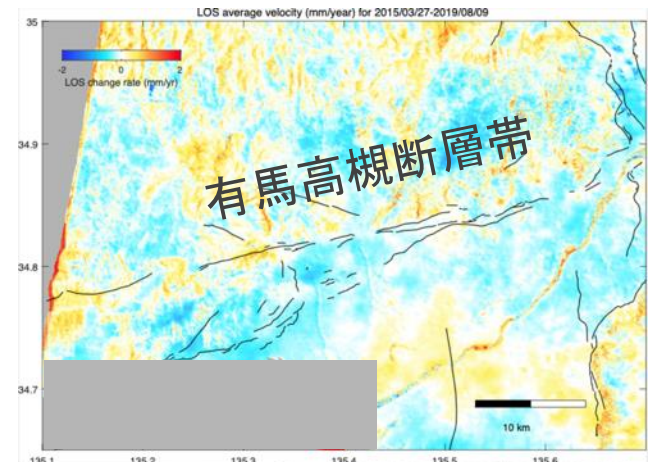 LOS average velocity (mm/year) for 2015/03/27-2019/08/09
35
-2 0 2
LOS change rate (mm/yr)
34.9
有馬高槻断層帯
34.8
34.7
10 km
135.1 135.2 135.3 135.4 135.5 135.6